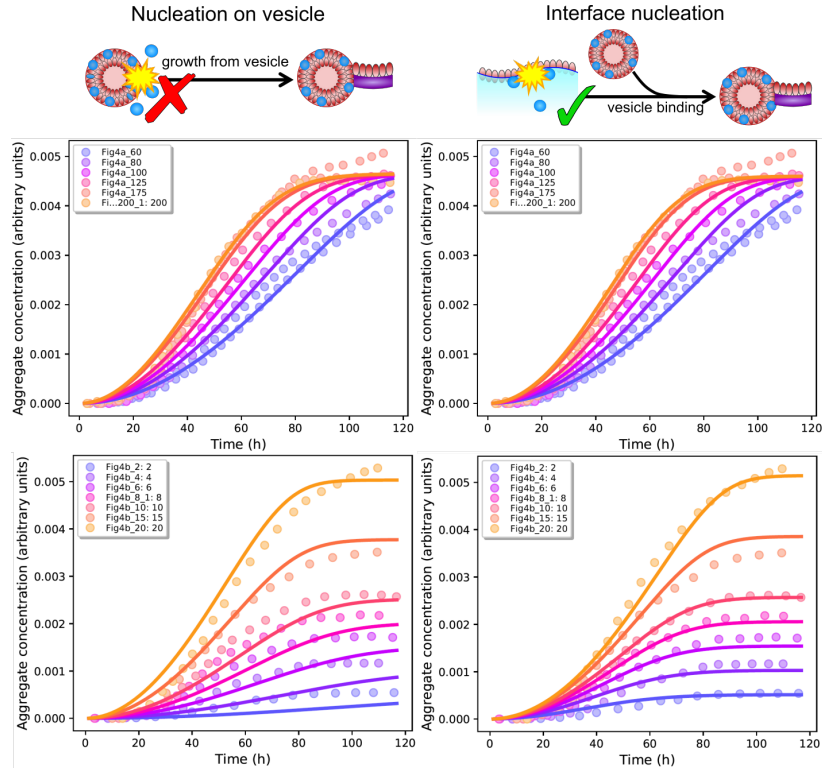 Nucleation on vesicle
Interface nucleation
growth from vesicle
vesicle binding
Aggregate concentration (arbitrary units)
0.005
0.004
0.003
0.002
0.001
0.000
Fig4a_60
Fig4a_80
Fig4a_100
Fig4a_125
Fig4a_175
Fi...200_1: 200
0 20 40 60 80 100 120
Time (h)
Aggregate concentration (arbitrary units)
0.005
0.004
0.003
0.002
0.001
0.000
Fig4a_60
Fig4a_80
Fig4a_100
Fig4a_125
Fig4a_175
Fi...200_1: 200
0 20 40 60 80 100 120
Time (h)
Aggregate concentration (arbitrary units)
0.005
0.004
0.003
0.002
0.001
0.000
Fig4b_2: 2
Fig4b_4: 4
Fig4b_6: 6
Fig4b_8_1: 8
Fig4b_10: 10
Fig4b_15: 15
Fig4b_20: 20
0 20 40 60 80 100 120
Time (h)
Aggregate concentration (arbitrary units)
0.005
0.004
0.003
0.002
0.001
0.000
Fig4b_2: 2
Fig4b_4: 4
Fig4b_6: 6
Fig4b_8_1: 8
Fig4b_10: 10
Fig4b_15: 15
Fig4b_20: 20
0 20 40 60 80 100 120
Time (h)